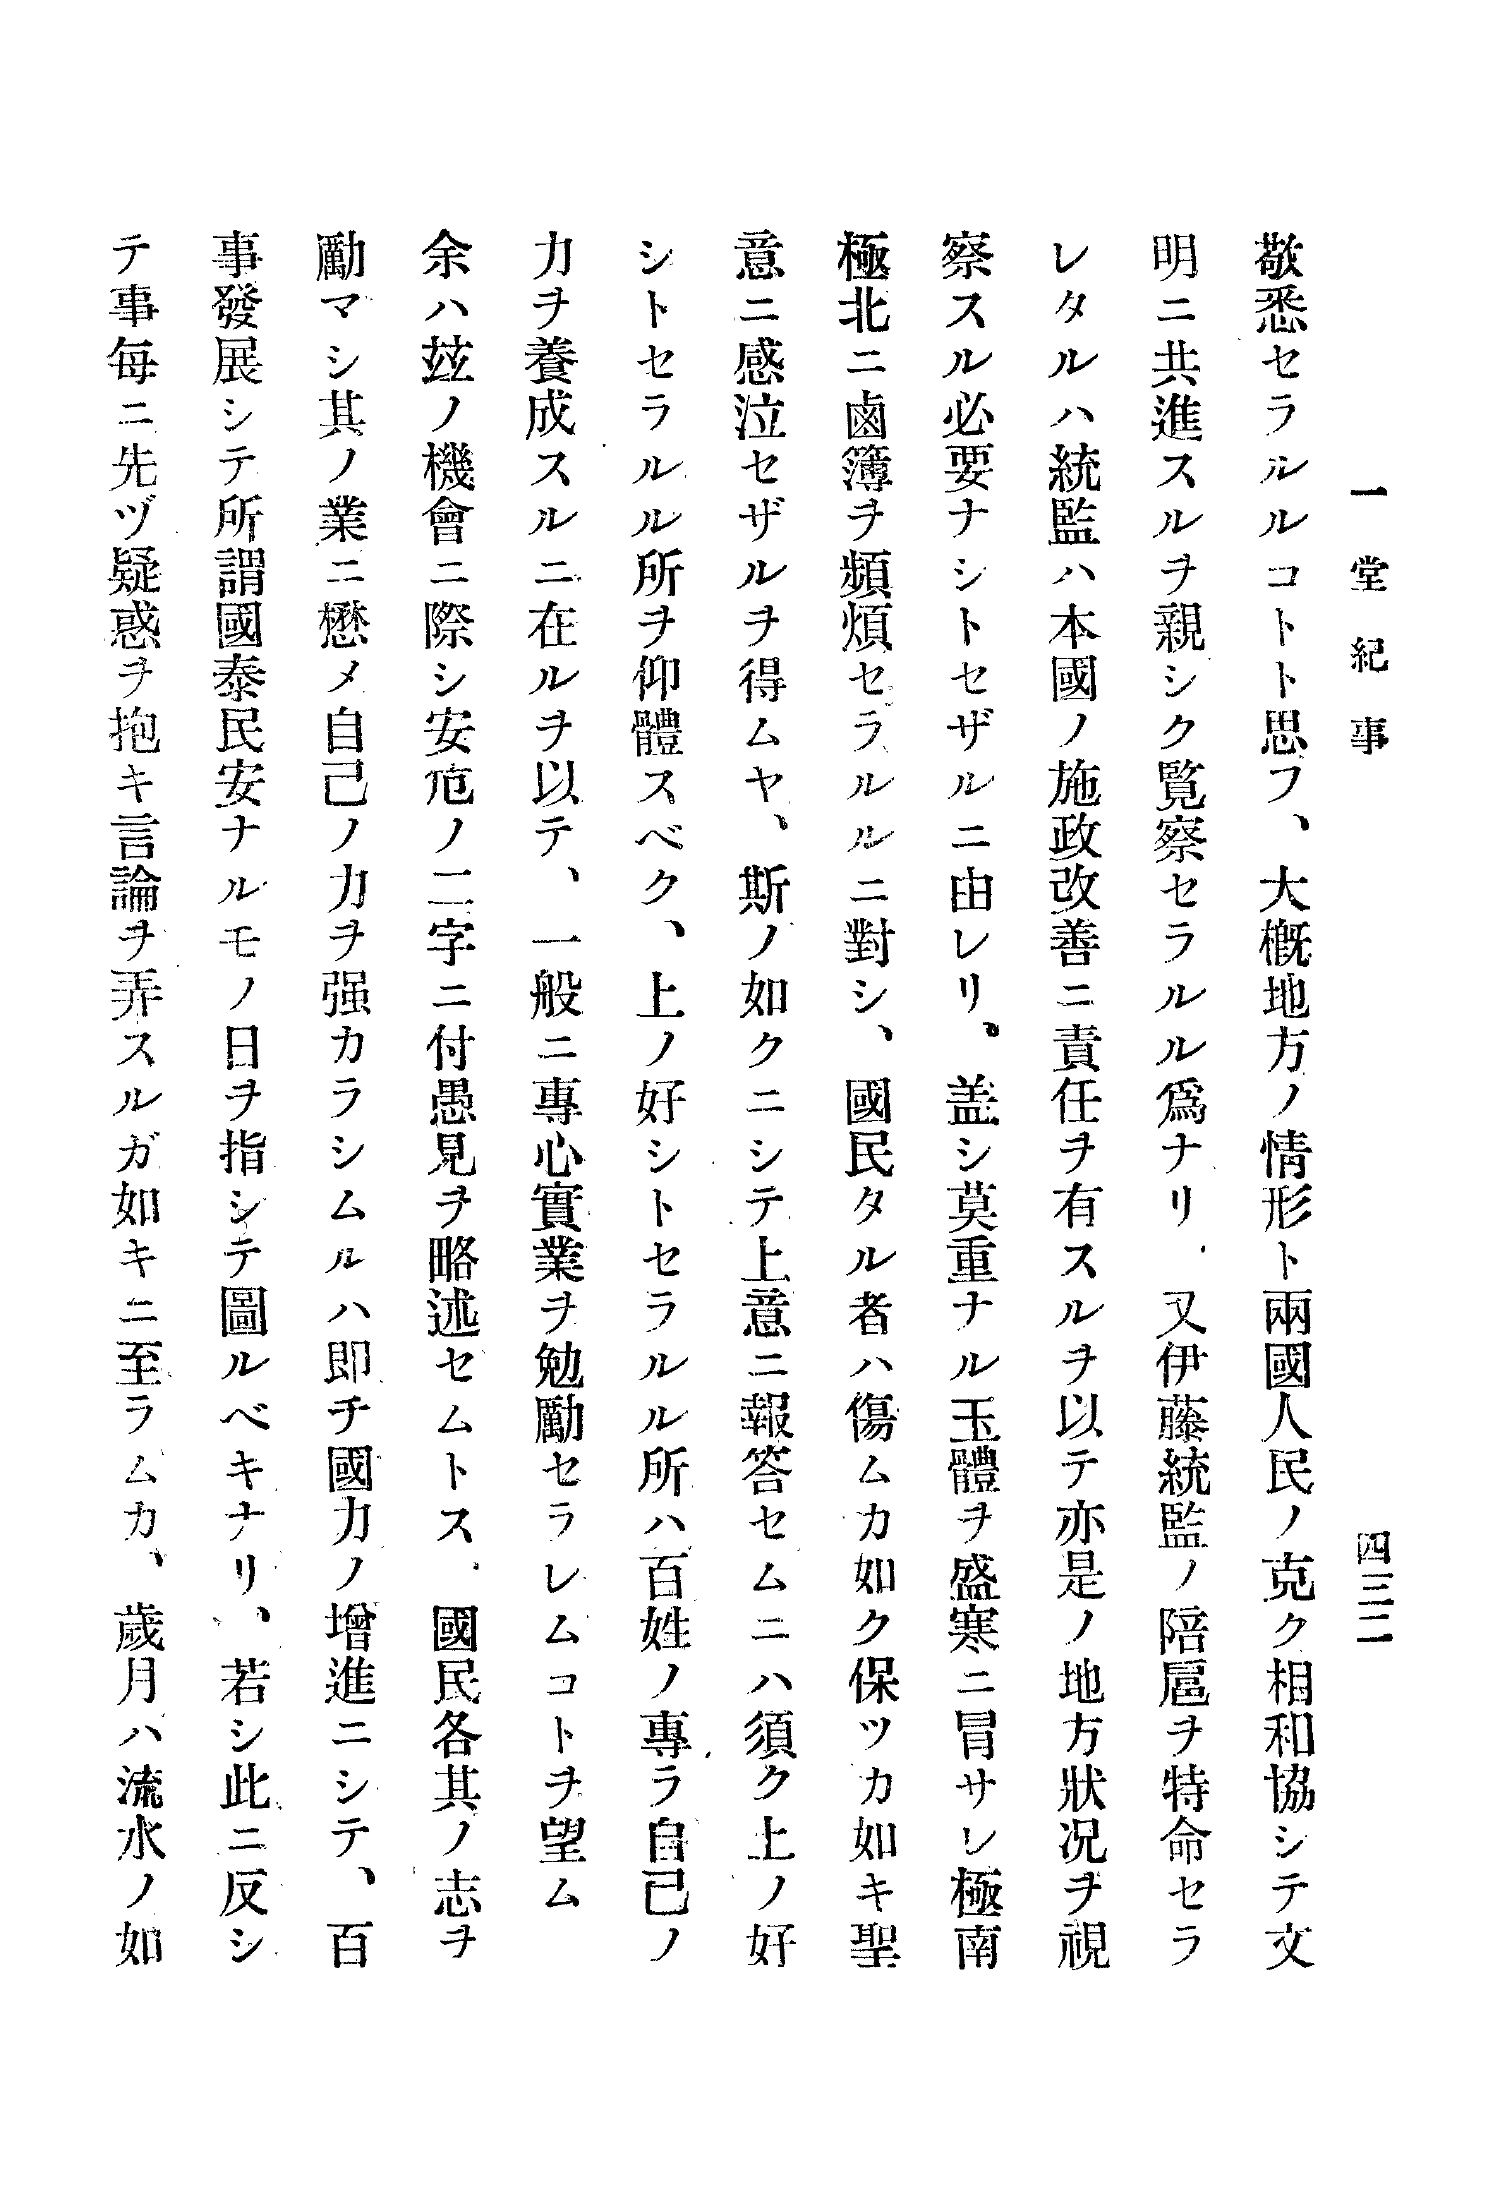 一堂紀事
四三二
敬悉セラルルコトト思フ、大槪地方ノ情形ト兩國人民ノ克ク相和協シテ文
明ニ共進スルヲ親シク覽察セラルル爲ナリ．又伊藤統監ノ陪扈ヲ特命セラ
レタルハ統監ハ本國ノ施政改善ニ責任ヲ有スルヲ以テ亦是ノ地方狀況ヲ視
察スル必要ナシトセザルニ由レリ。盖シ莫重ナル玉體ヲ盛寒ニ冒サレ極南
極北ニ鹵簿ヲ頻煩セラルルニ對シ、國民タル者ハ傷ムカ如ク保ツカ如キ聖
意ニ感泣セザルヲ得ムヤ、斯ノ如クニシテ上意ニ報答セムニハ須ク上ノ好
シトセラルル所ヲ仰體スベク、上ノ好シトセラルル所ハ百姓ノ專ラ自己ノ
力ヲ養成スルニ在ルヲ以テ、一般ニ專心實業ヲ勉勵セラレムコトヲ望ム
余ハ玆ノ機會ニ際シ安危ノ二字ニ付愚見ヲ略述セムトス．國民各其ノ志ヲ
勵マシ其ノ業ニ懋メ自己ノ力ヲ强カラシムルハ卽チ國力ノ增進ニシテ、百
事發展シテ所謂國泰民安ナルモノ日ヲ指シテ圖ルベキナリ、若シ此ニ反シ
テ事每ニ先ヅ疑惑ヲ抱キ言論ヲ弄スルガ如キニ至ラムカ、歲月ハ流水ノ如